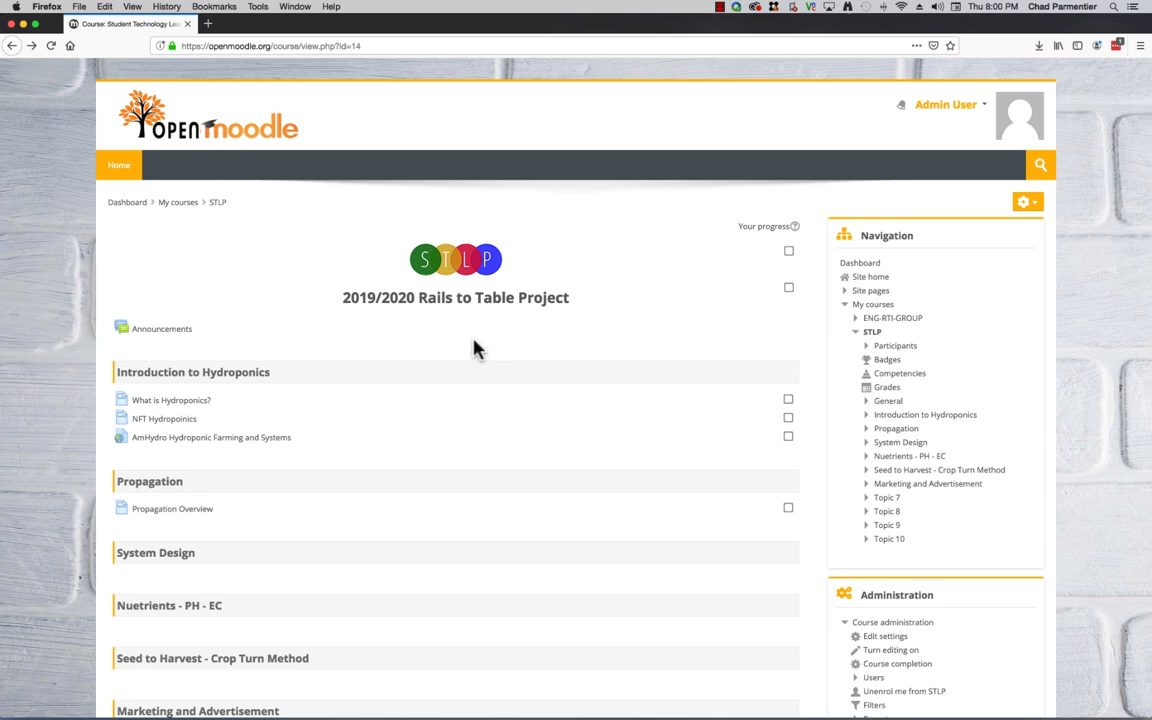 Firefox File Edit View History Bookmarks Tools Window Help Thu 8:00 PM Chad Parmentier
Course: Student Technology Lea
https://openmoodle.org/course/view.php?id=14
OPEN moodle
Admin User
Home
Dashboard My courses STLP
Your progress
STLP
2019/2020 Rails to Table Project
Announcements
Introduction to Hydroponics
What is Hydroponics?
NFT Hydropoinics
AmHydro Hydroponic Farming and Systems
Propagation
Propagation Overview
System Design
Nuetrients - PH - EC
Seed to Harvest - Crop Turn Method
Marketing and Advertisement
Navigation
Dashboard
Site home
Site pages
My courses
ENG-RTI-GROUP
STLP
Participants
Badges
Competencies
Grades
General
Introduction to Hydroponics
Propagation
System Design
Nuetrients - PH - EC
Seed to Harvest - Crop Turn Method
Marketing and Advertisement
Topic 7
Topic 8
Topic 9
Topic 10
Administration
Course administration
Edit settings
Turn editing on
Course completion
Users
Unenrol me from STLP
Filters